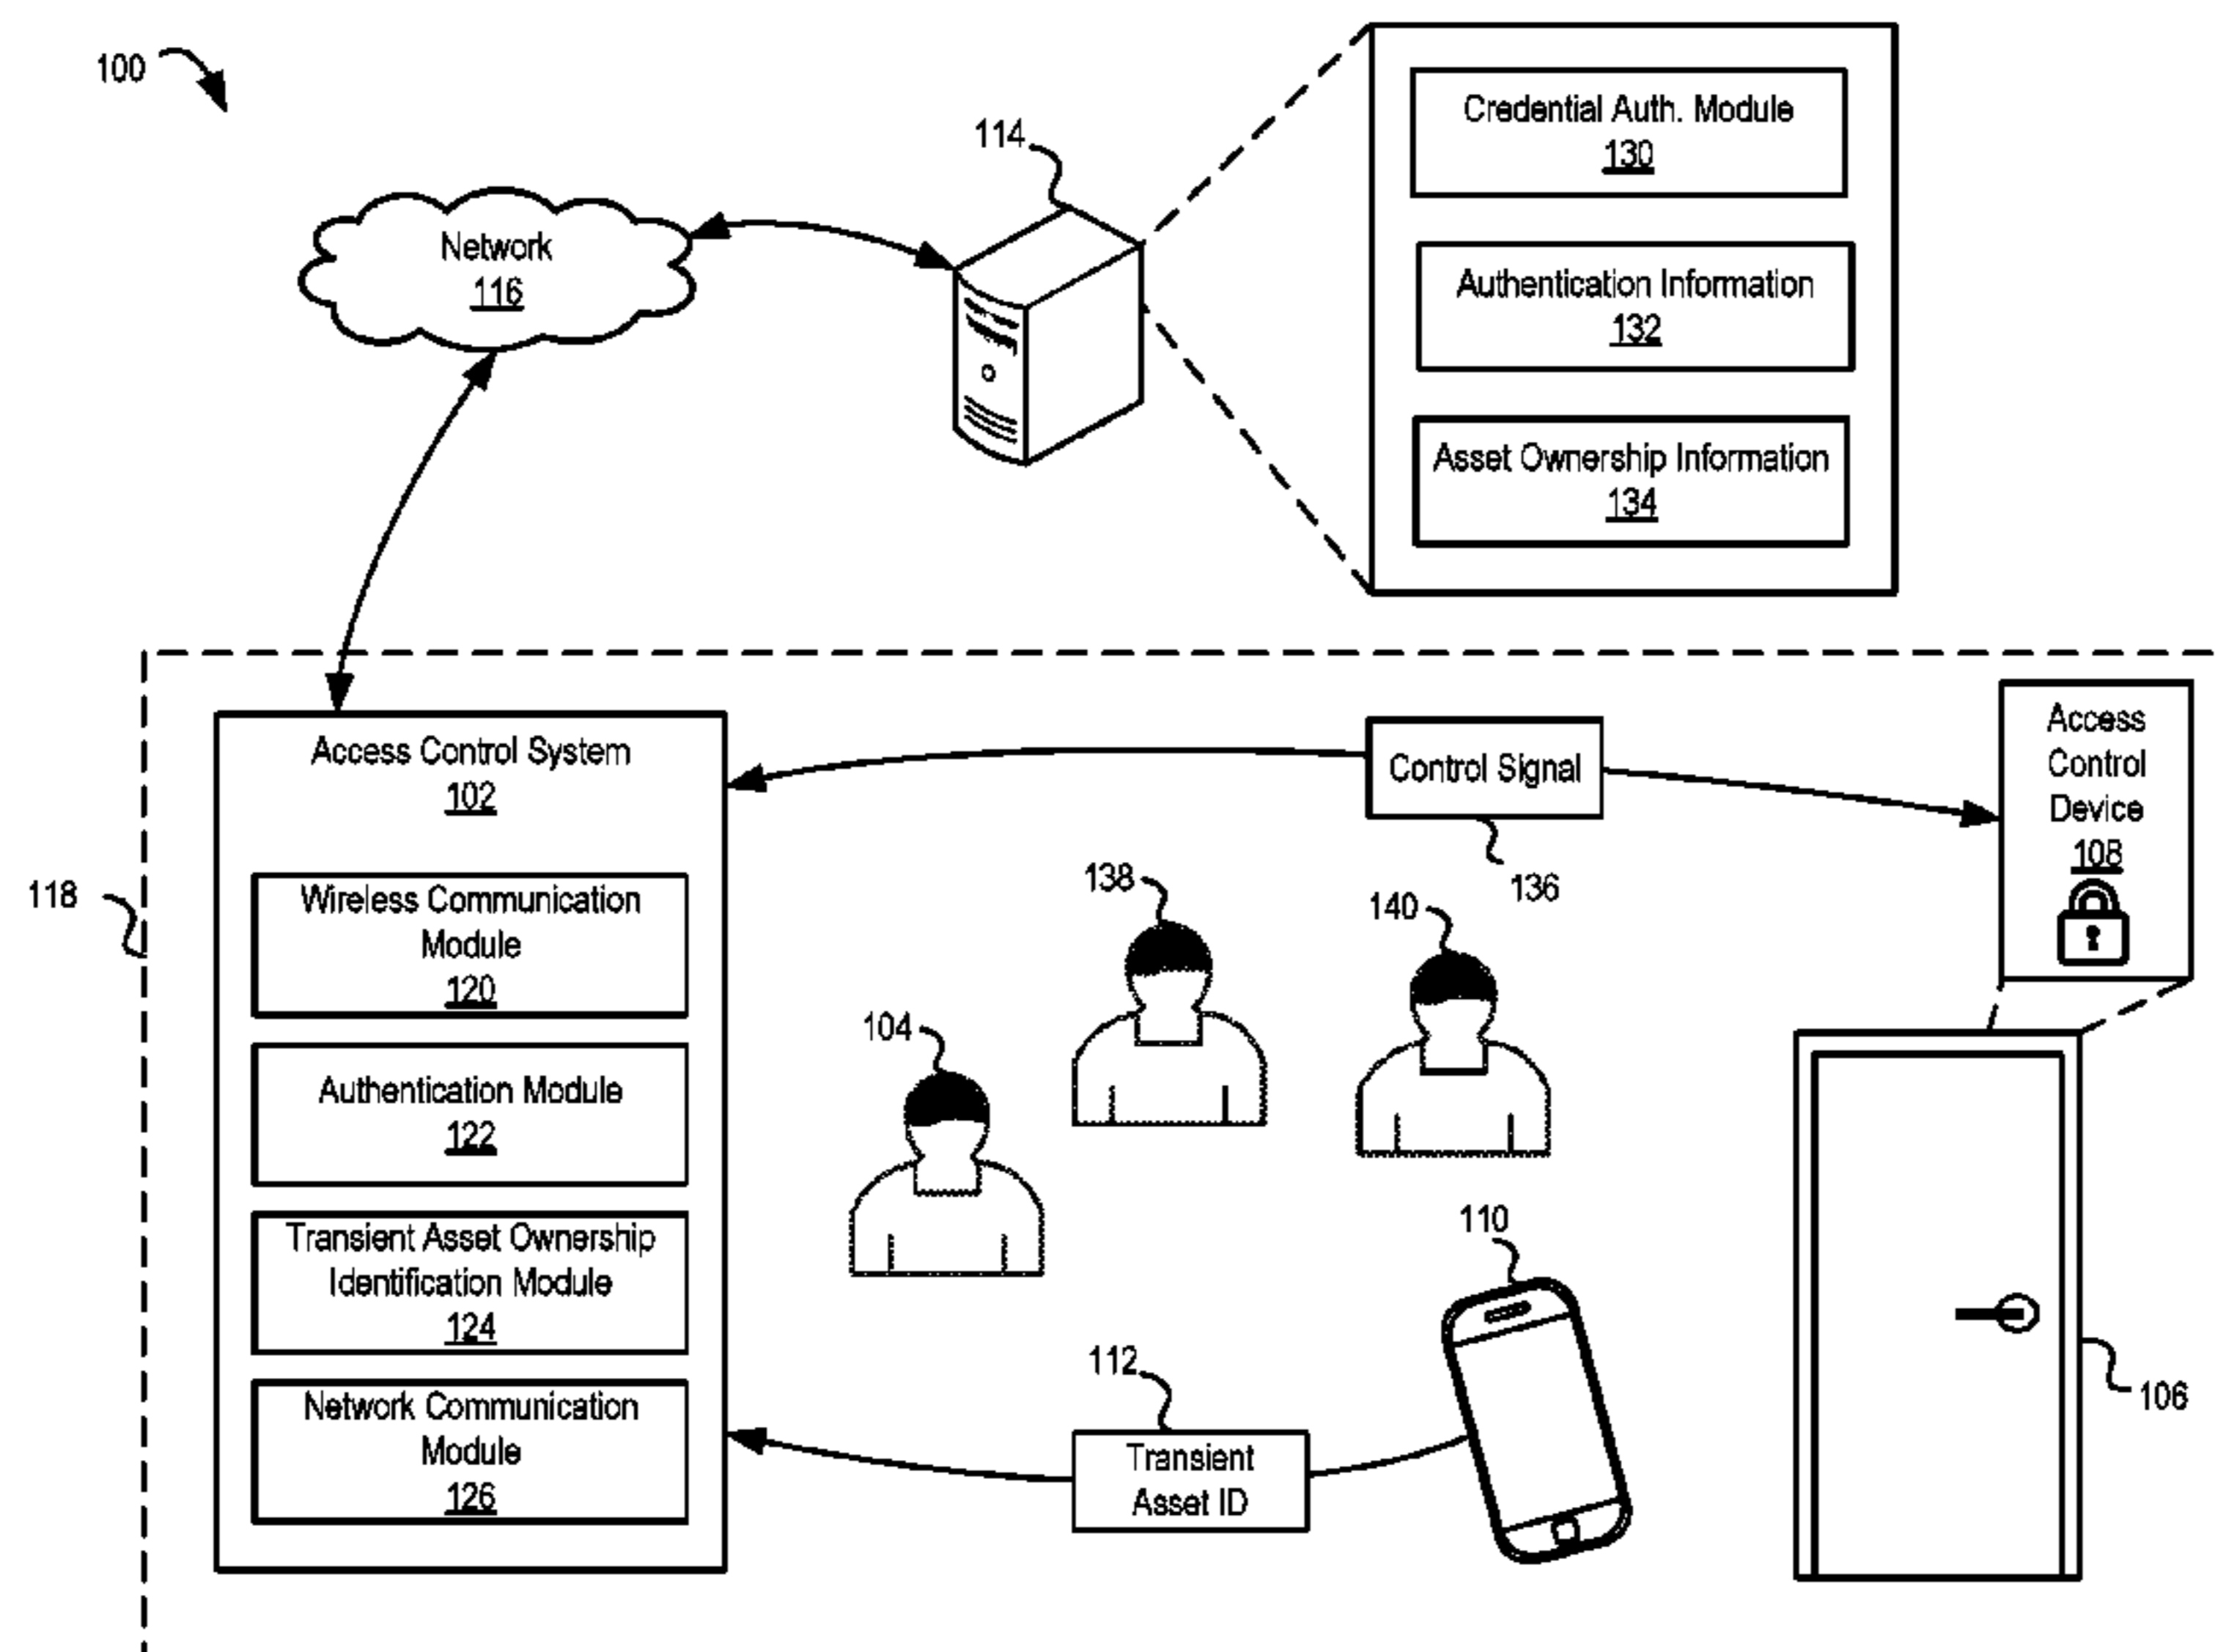 100
114
Credential Auth. Module
130
Network
116
Authentication Information
132
Asset Ownership Information
134
Access Control System
102
Control Signal
136
Access
Control
Device
108
118
Wireless Communication
Module
120
138
140
104
Authentication Module
122
Transient Asset Ownership
Identification Module
124
110
112
Transient
Asset ID
106
Network Communication
Module
126